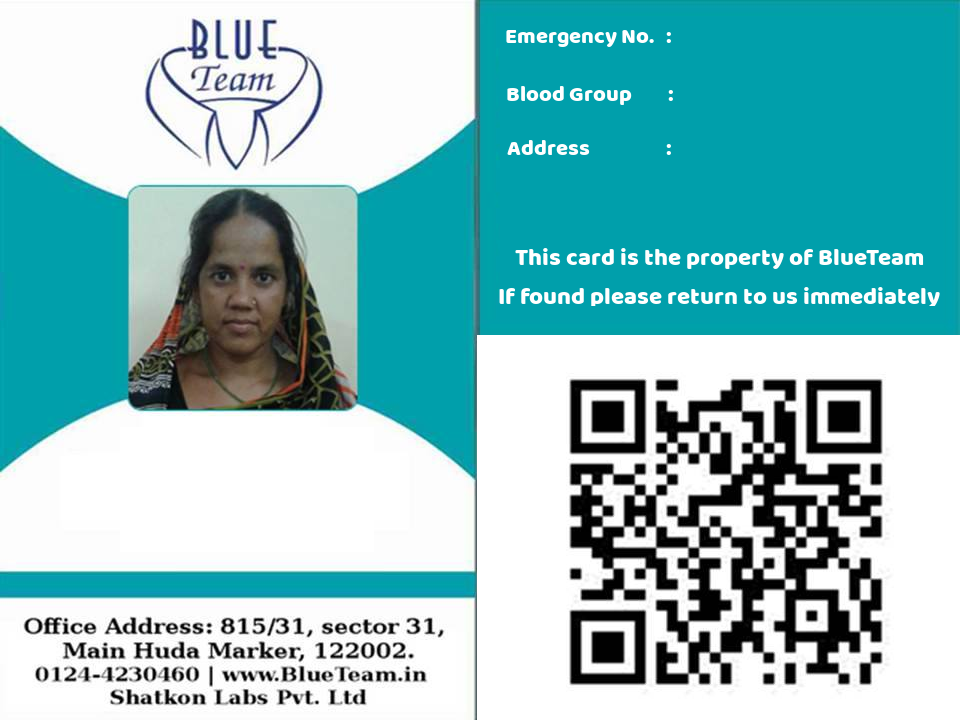 BLUE
Team
Office Address: 815/31, sector 31,
Main Huda Marker, 122002.
0124-4230460 | www.BlueTeam.in
Shatkon Labs Pvt. Ltd
Emergency No. :
Blood Group :
Address :
This card is the property of BlueTeam
If found please return to us immediately